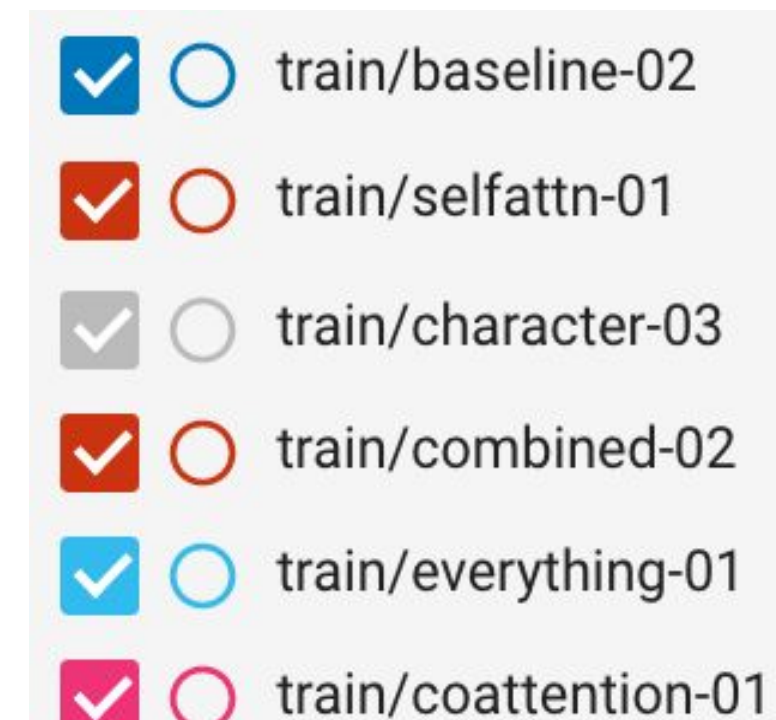 train/baseline-02
train/selfattn-01
train/character-03
train/combined-02
train/everything-01
train/coattention-01